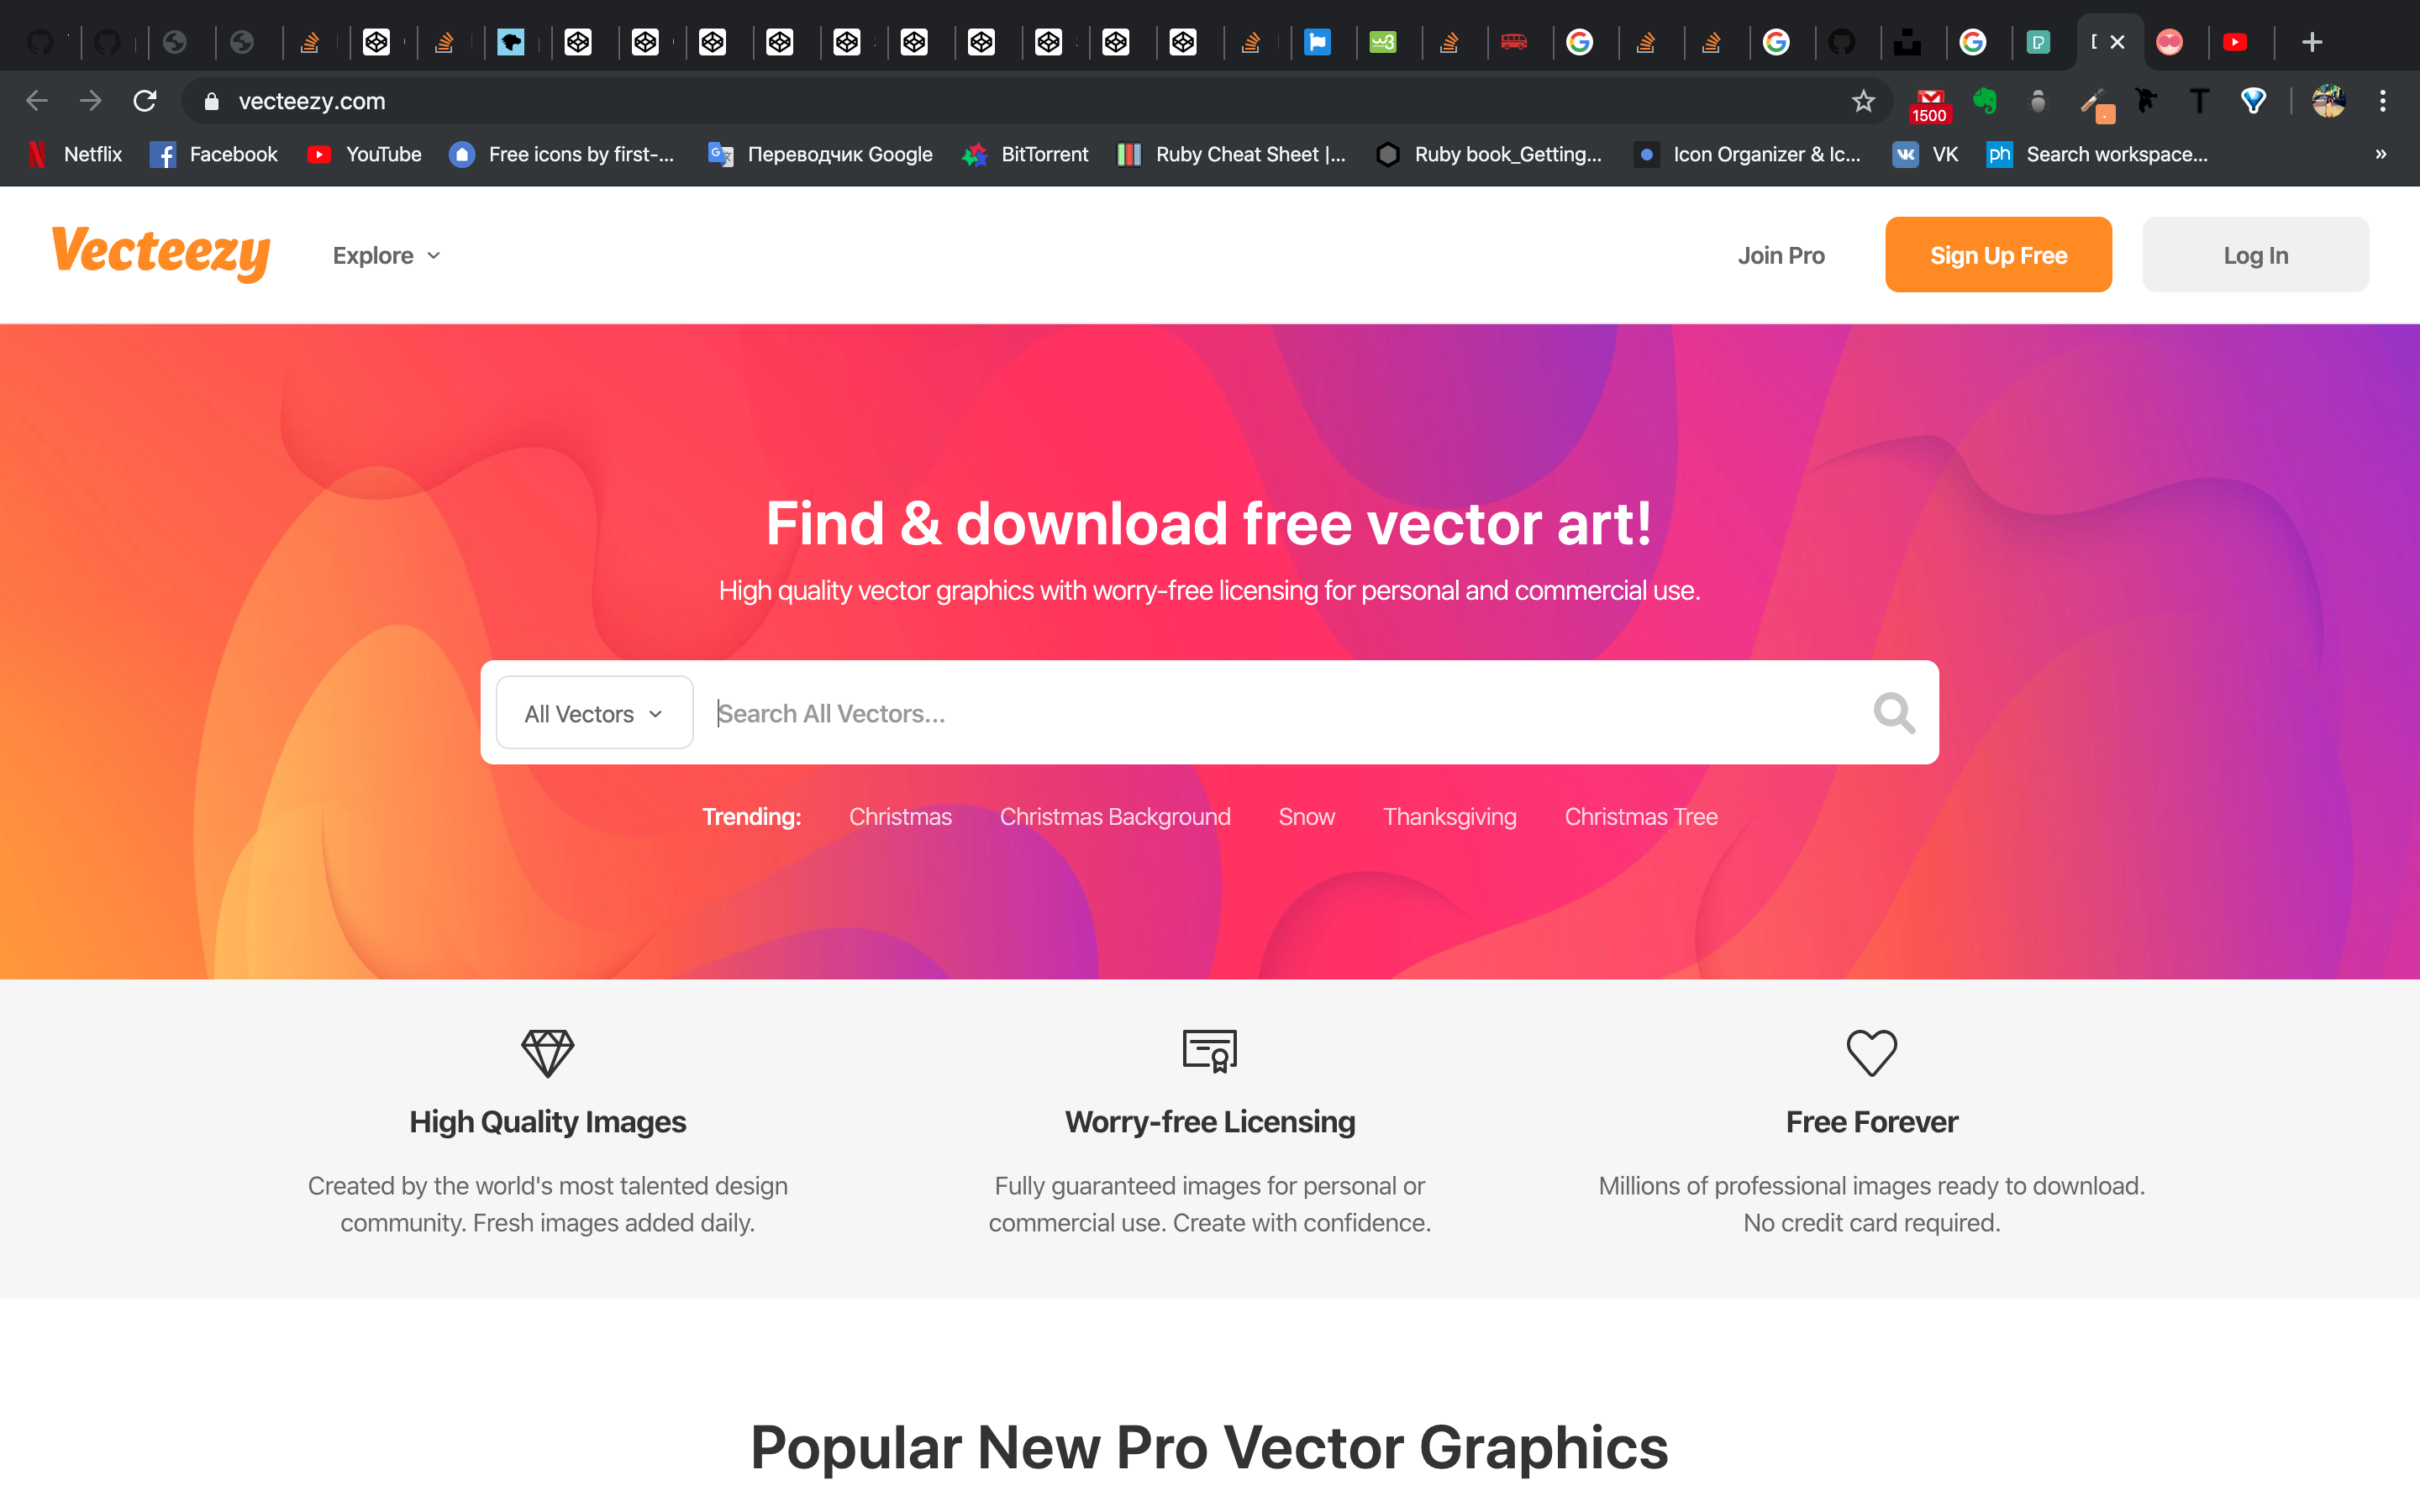 vecteezy.com
1500
Netflix
Facebook
YouTube
Free icons by first-...
Переводчик Google
BitTorrent
Ruby Cheat Sheet |...
Ruby book_Getting...
Icon Organizer & Ic...
VK
ph
Search workspace...
»
Vecteezy
Explore
Join Pro
Sign Up Free
Log In
Find & download free vector art!
High quality vector graphics with worry-free licensing for personal and commercial use.
All Vectors
Search All Vectors...
Trending:
Christmas
Christmas Background
Snow
Thanksgiving
Christmas Tree
High Quality Images
Created by the world's most talented design
community. Fresh images added daily.
Worry-free Licensing
Fully guaranteed images for personal or
commercial use. Create with confidence.
Free Forever
Millions of professional images ready to download.
No credit card required.
Popular New Pro Vector Graphics